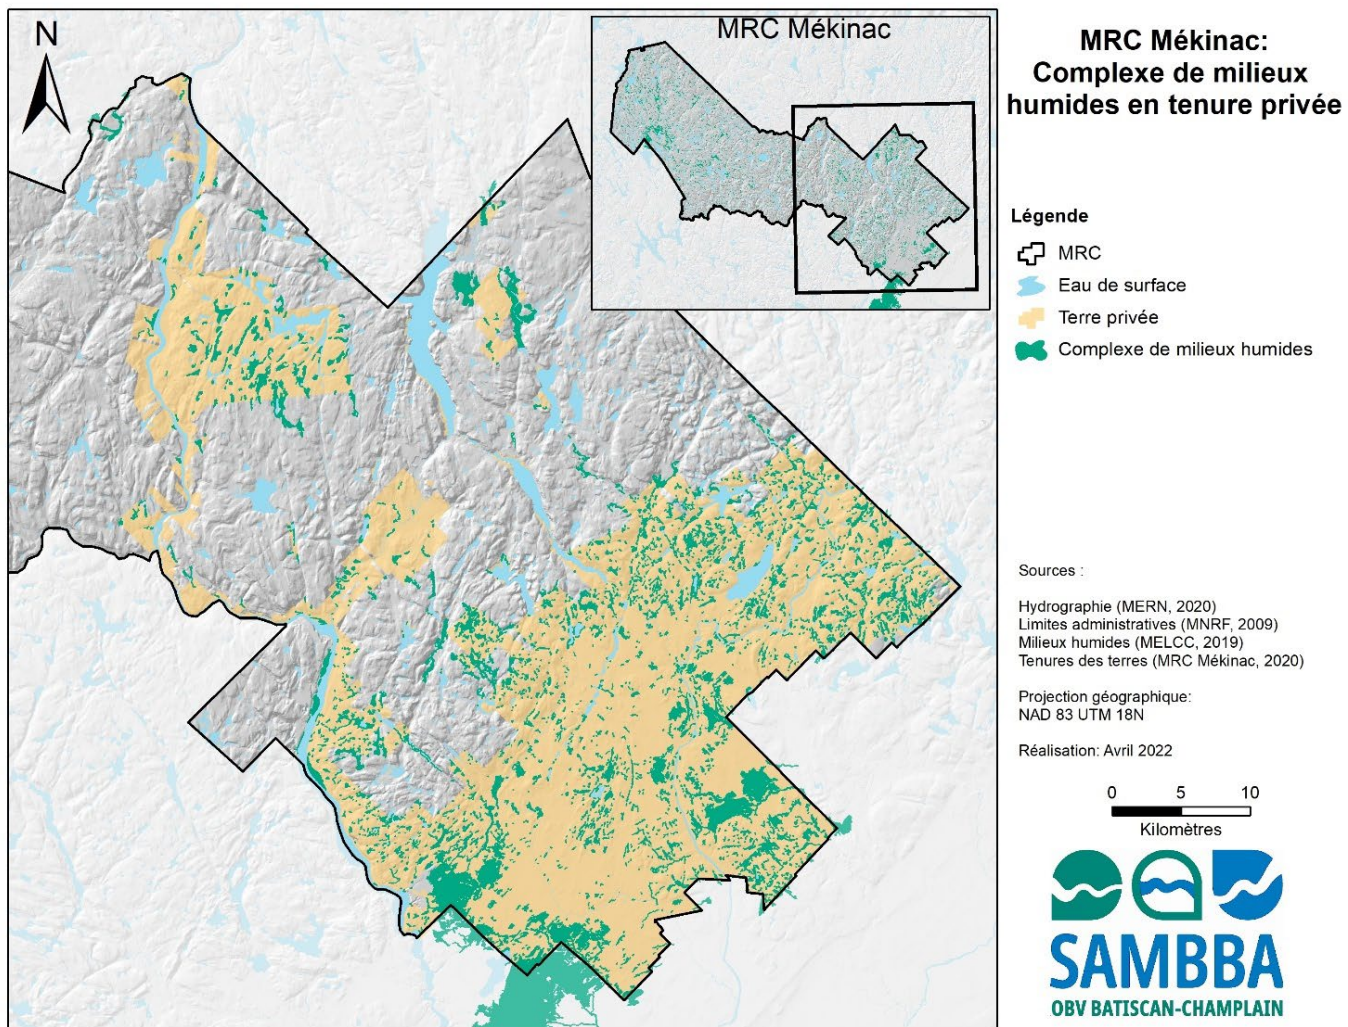 N
MRC Mékinac
MRC Mékinac:
Complexe de milieux
humides en tenure privée
Légende
MRC
Eau de surface
Terre privée
Complexe de milieux humides
Sources :
Hydrographie (MERN, 2020)
Limites administratives (MNRF, 2009)
Milieux humides (MELCC, 2019)
Tenures des terres (MRC Mékinac, 2020)
Projection géographique:
NAD 83 UTM 18N
Réalisation: Avril 2022
0 5 10
Kilomètres
SAMBBA
OBV BATISCAN-CHAMPLAIN